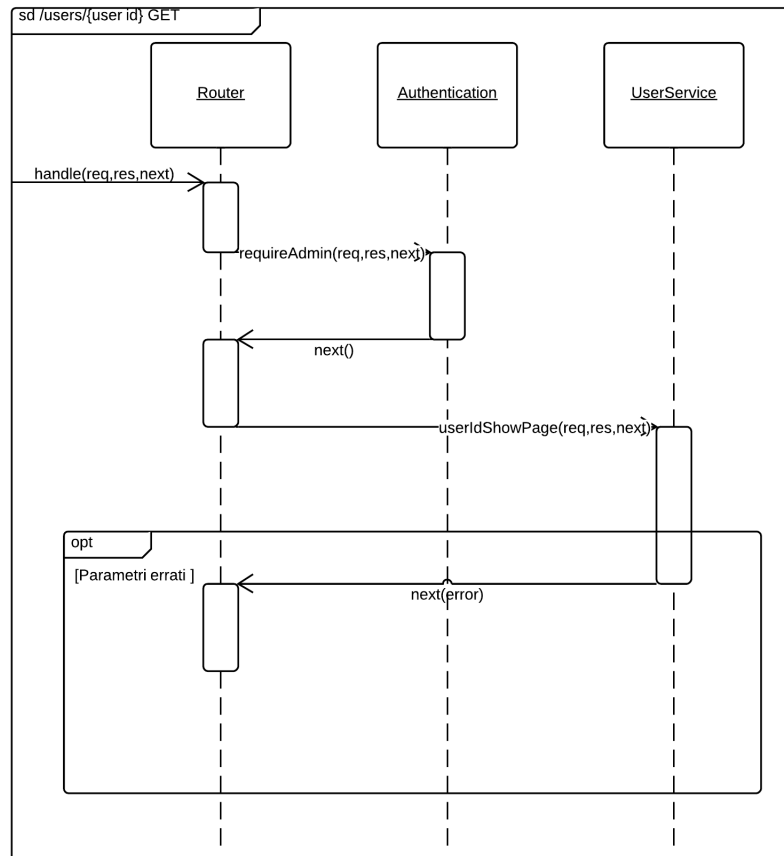 sd /users/{user id} GET
Router
Authentication
UserService
handle(req,res,next)
requireAdmin(req,res,next)
next()
userIdShowPage(req,res,next)
opt
[Parametri errati ]
next(error)